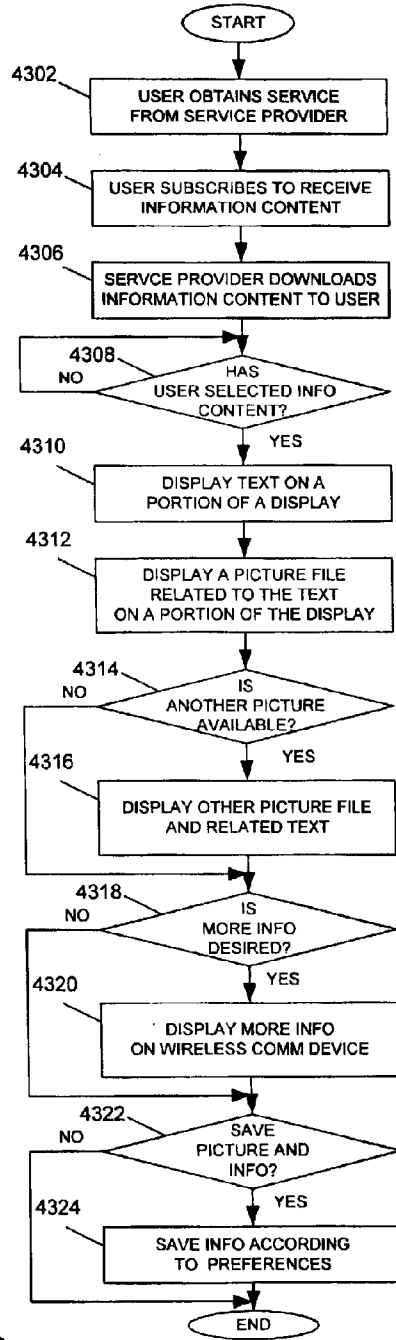 START
4302
USER OBTAINS SERVICE
FROM SERVICE PROVIDER
4304
USER SUBSCRIBES TO RECEIVE
INFORMATION CONTENT
4306
SERVCE PROVIDER DOWNLOADS
INFORMATION CONTENT TO USER
4308
NO
HAS
USER SELECTED INFO
CONTENT?
YES
4310
DISPLAY TEXT ON A
PORTION OF A DISPLAY
4312
DISPLAY A PICTURE FILE
RELATED TO THE TEXT
ON A PORTION OF THE DISPLAY
4314
NO
IS
ANOTHER PICTURE
AVAILABLE?
YES
4316
DISPLAY OTHER PICTURE FILE
AND RELATED TEXT
4318
NO
IS
MORE INFO
DESIRED?
YES
4320
DISPLAY MORE INFO
ON WIRELESS COMM DEVICE
4322
NO
SAVE
PICTURE AND
INFO?
YES
4324
SAVE INFO ACCORDING
TO PREFERENCES
END